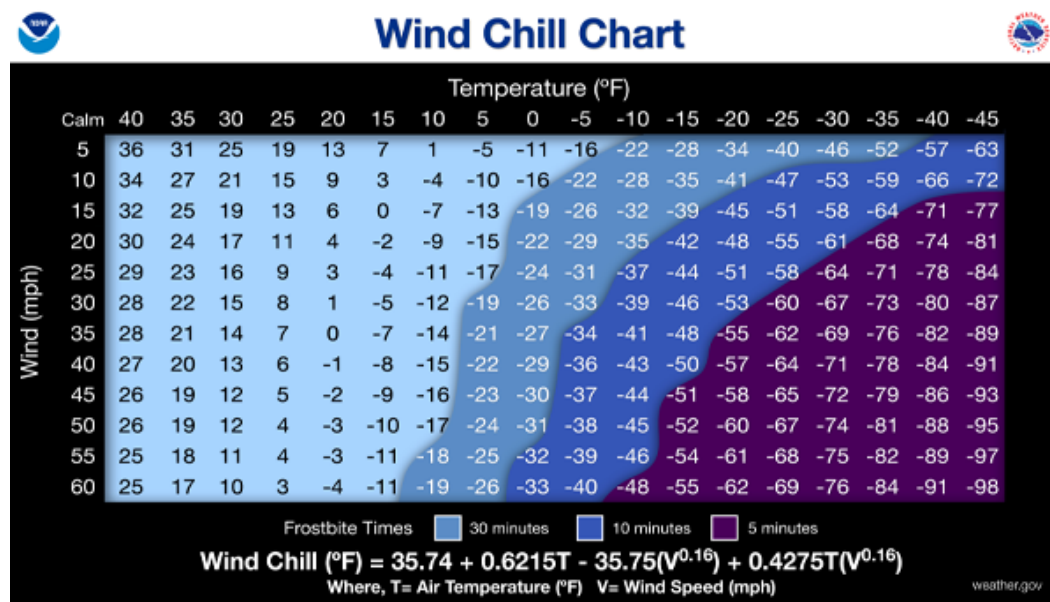 Wind Chill Chart
Temperature (ºF)
Calm 40 35 30 25 20 15 10 5 0 -5 -10 -15 -20 -25 -30 -35 -40 -45
5 36 31 25 19 13 7 1 -5 -11 -16 -22 -28 -34 -40 -46 -52 -57 -63
10 34 27 21 15 9 3 -4 -10 -16 -22 -28 -35 -41 -47 -53 -59 -66 -72
15 32 25 19 13 6 0 -7 -13 -19 -26 -32 -39 -45 -51 -58 -64 -71 -77
20 30 24 17 11 4 -2 -9 -15 -22 -29 -35 -42 -48 -55 -61 -68 -74 -81
25 29 23 16 9 3 -4 -11 -17 -24 -31 -37 -44 -51 -58 -64 -71 -78 -84
30 28 22 15 8 1 -5 -12 -19 -26 -33 -39 -46 -53 -60 -67 -73 -80 -87
35 28 21 14 7 0 -7 -14 -21 -27 -34 -41 -48 -55 -62 -69 -76 -82 -89
40 27 20 13 6 -1 -8 -15 -22 -29 -36 -43 -50 -57 -64 -71 -78 -84 -91
45 26 19 12 5 -2 -9 -16 -23 -30 -37 -44 -51 -58 -65 -72 -79 -86 -93
50 26 19 12 4 -3 -10 -17 -24 -31 -38 -45 -52 -60 -67 -74 -81 -88 -95
55 25 18 11 4 -3 -11 -18 -25 -32 -39 -46 -54 -61 -68 -75 -82 -89 -97
60 25 17 10 3 -4 -11 -19 -26 -33 -40 -48 -55 -62 -69 -76 -84 -91 -98
Wind (mph)
Frostbite Times 30 minutes 10 minutes 5 minutes
Wind Chill (ºF) = 35.74 + 0.6215T - 35.75(V^0.16) + 0.4275T(V^0.16)
Where, T= Air Temperature (ºF) V= Wind Speed (mph)
weather.gov